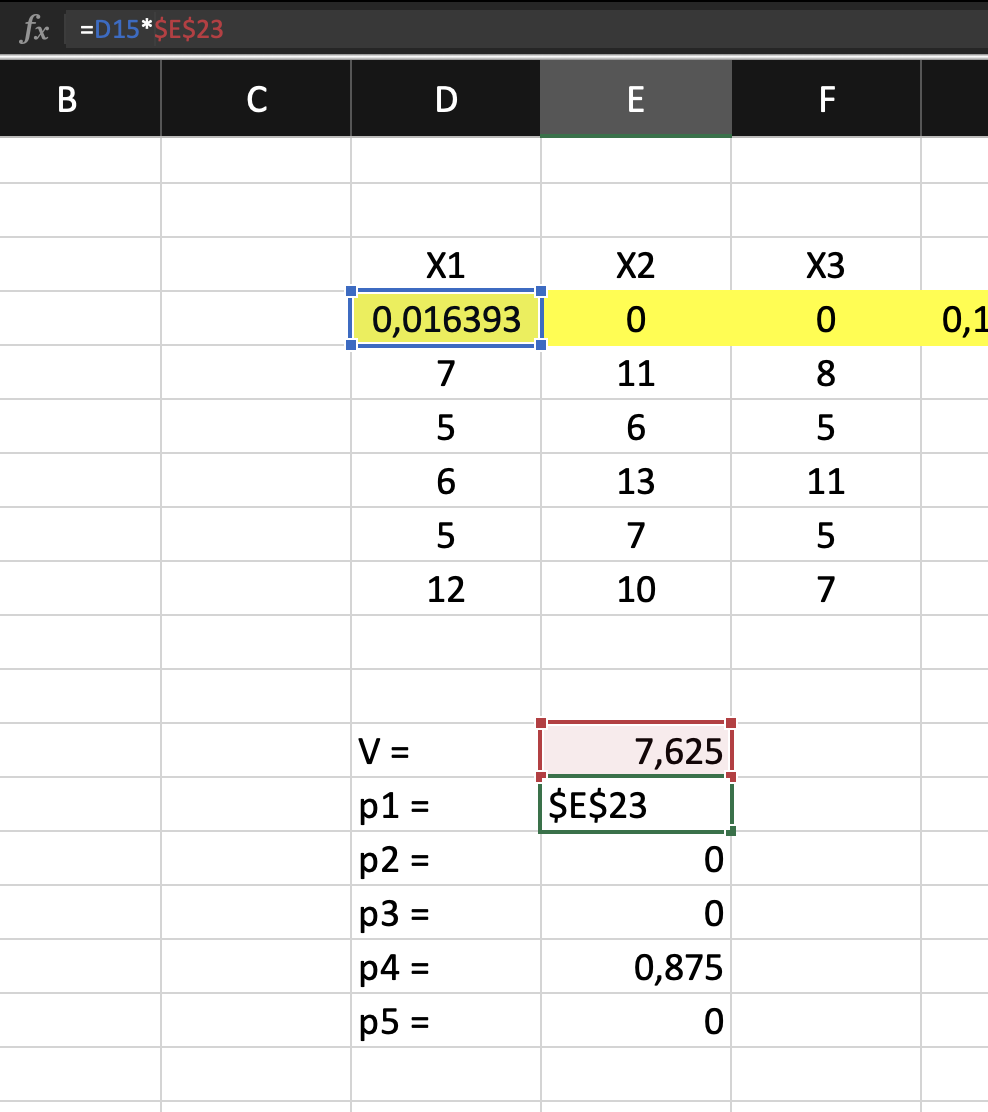 fx =D15*$E$23
B C D E F
X1 X2 X3
0,016393 0 0 0,1
7 11 8
5 6 5
6 13 11
5 7 5
12 10 7
V = 7,625
p1 = $E$23
p2 = 0
p3 = 0
p4 = 0,875
p5 = 0